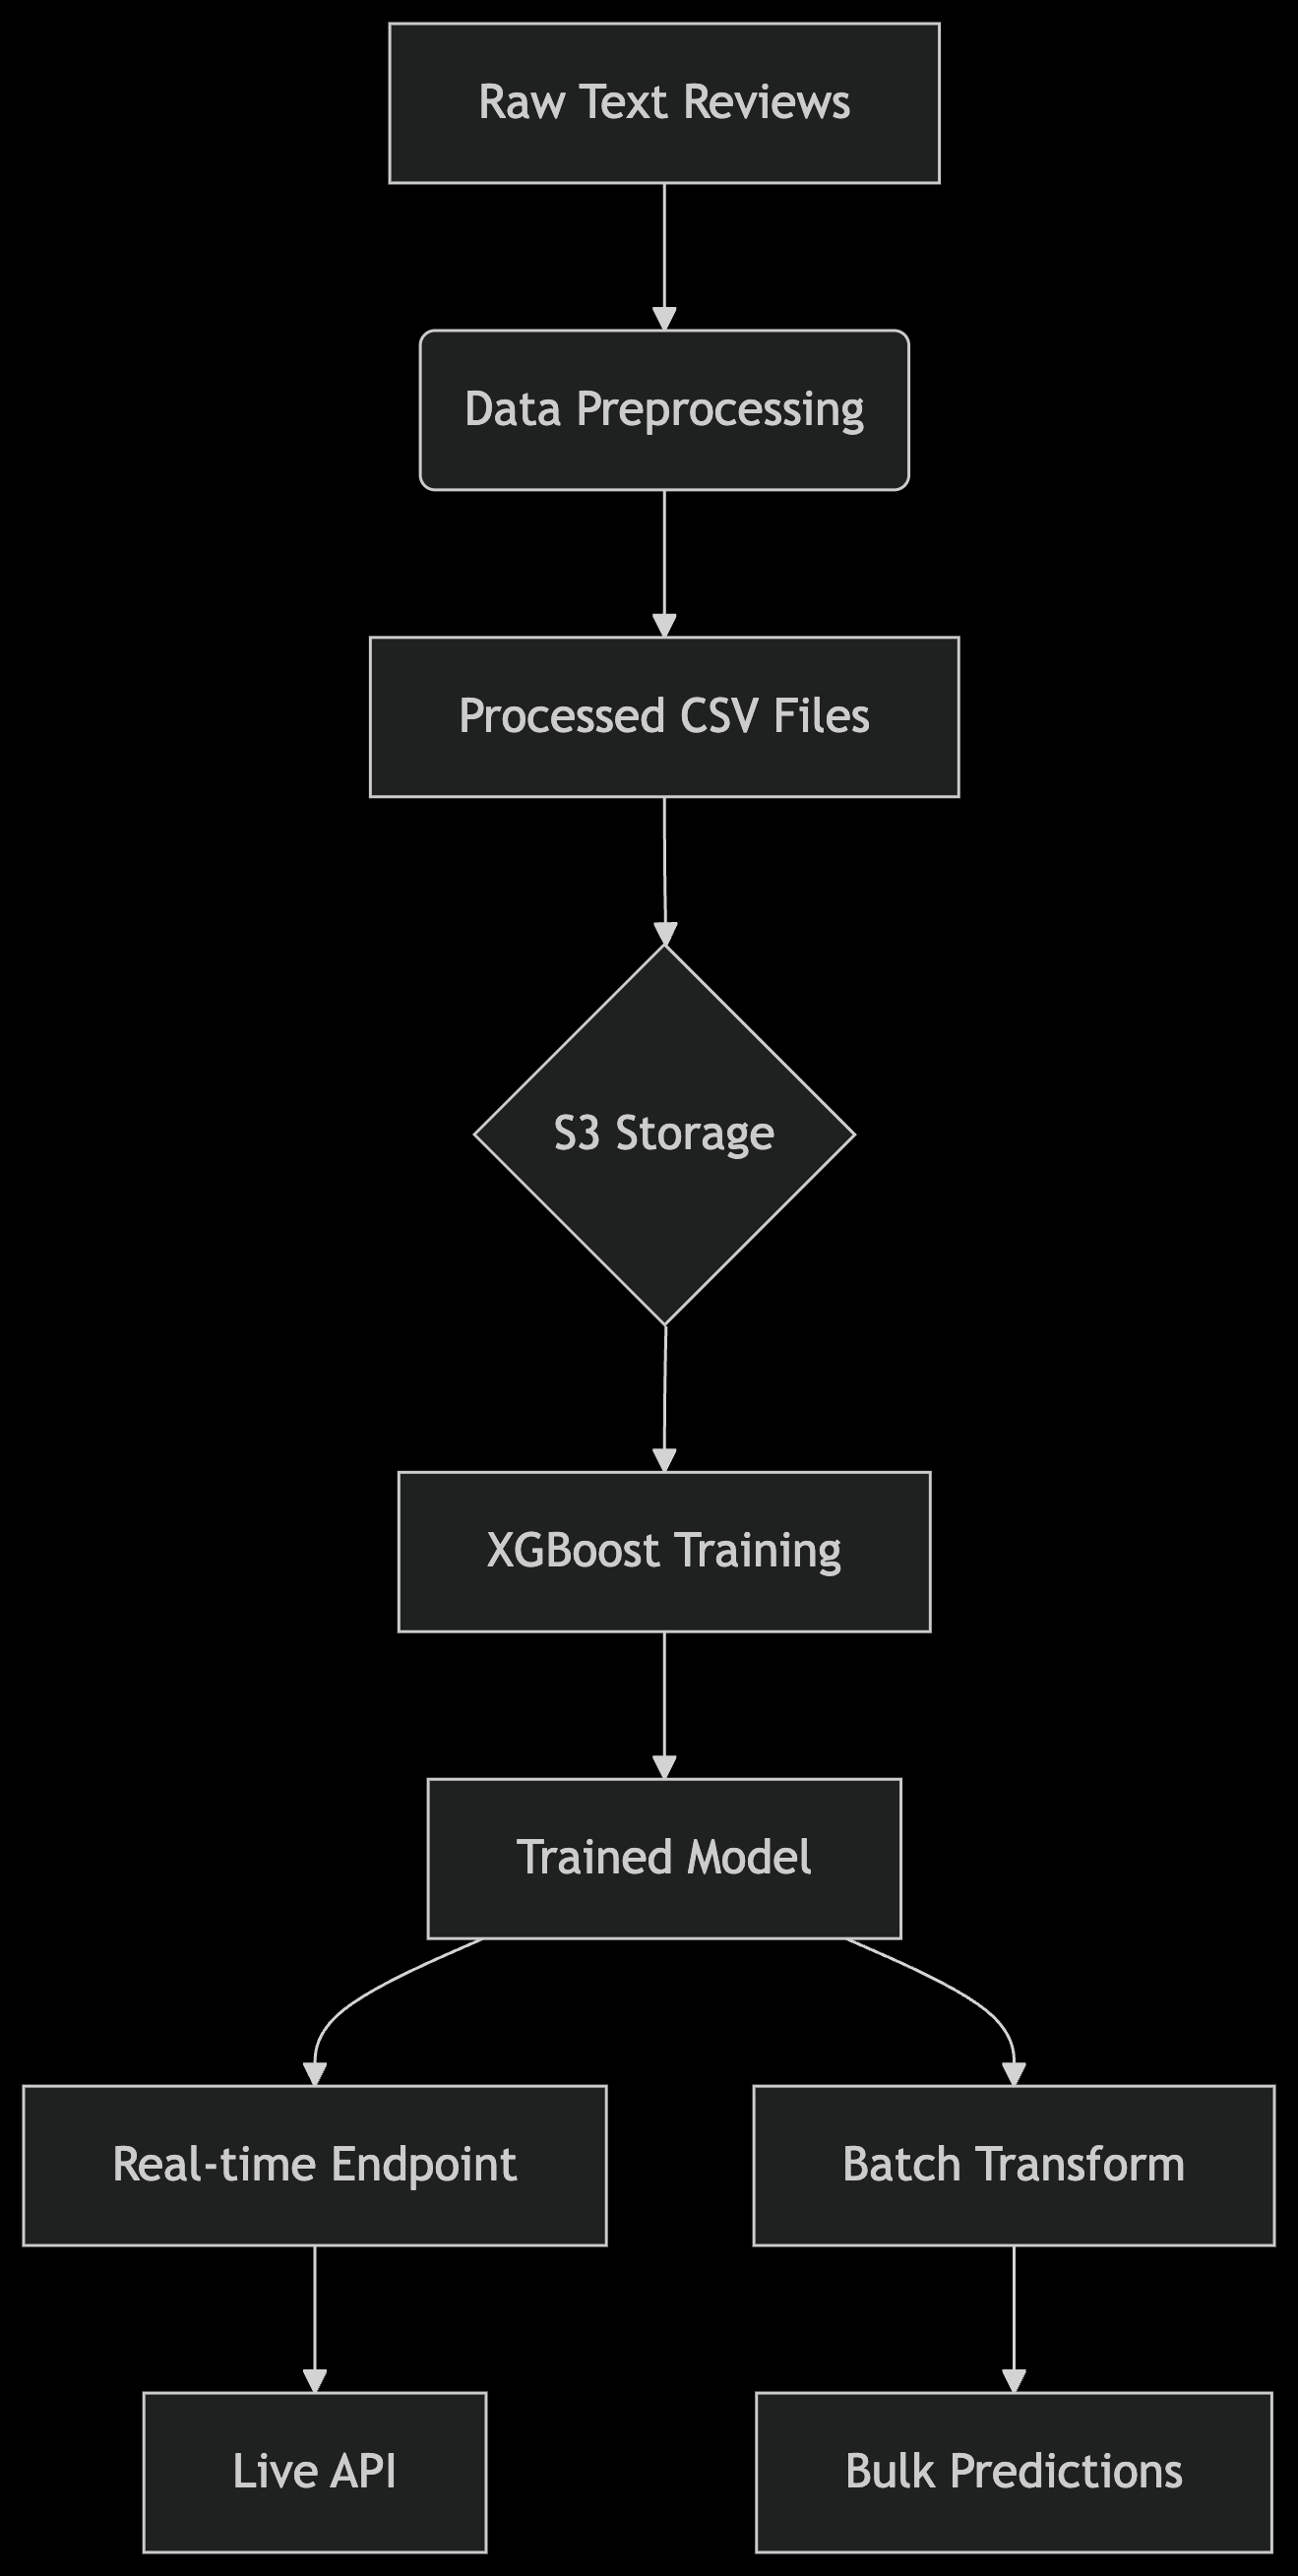 Raw Text Reviews
Data Preprocessing
Processed CSV Files
S3 Storage
XGBoost Training
Trained Model
Real-time Endpoint
Batch Transform
Live API
Bulk Predictions